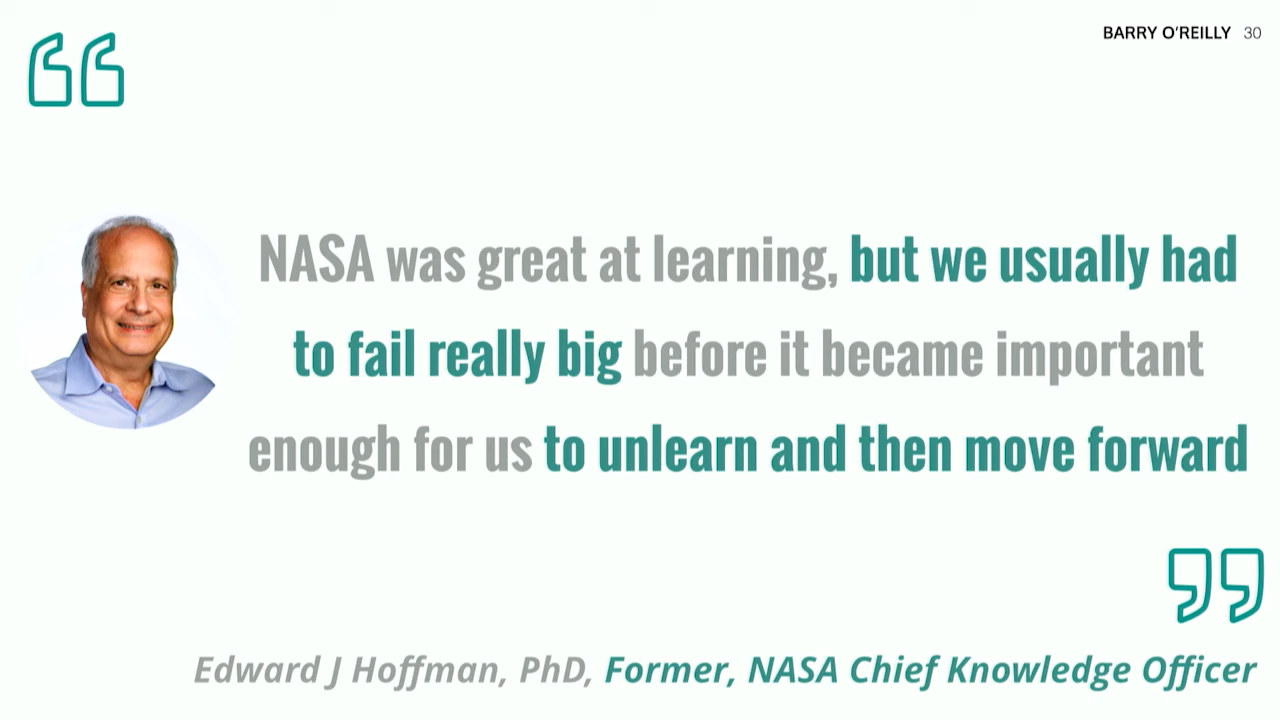 BARRY O'REILLY 30
“
NASA was great at learning, but we usually had
to fail really big before it became important
enough for us to unlearn and then move forward
”
Edward J Hoffman, PhD, Former, NASA Chief Knowledge Officer